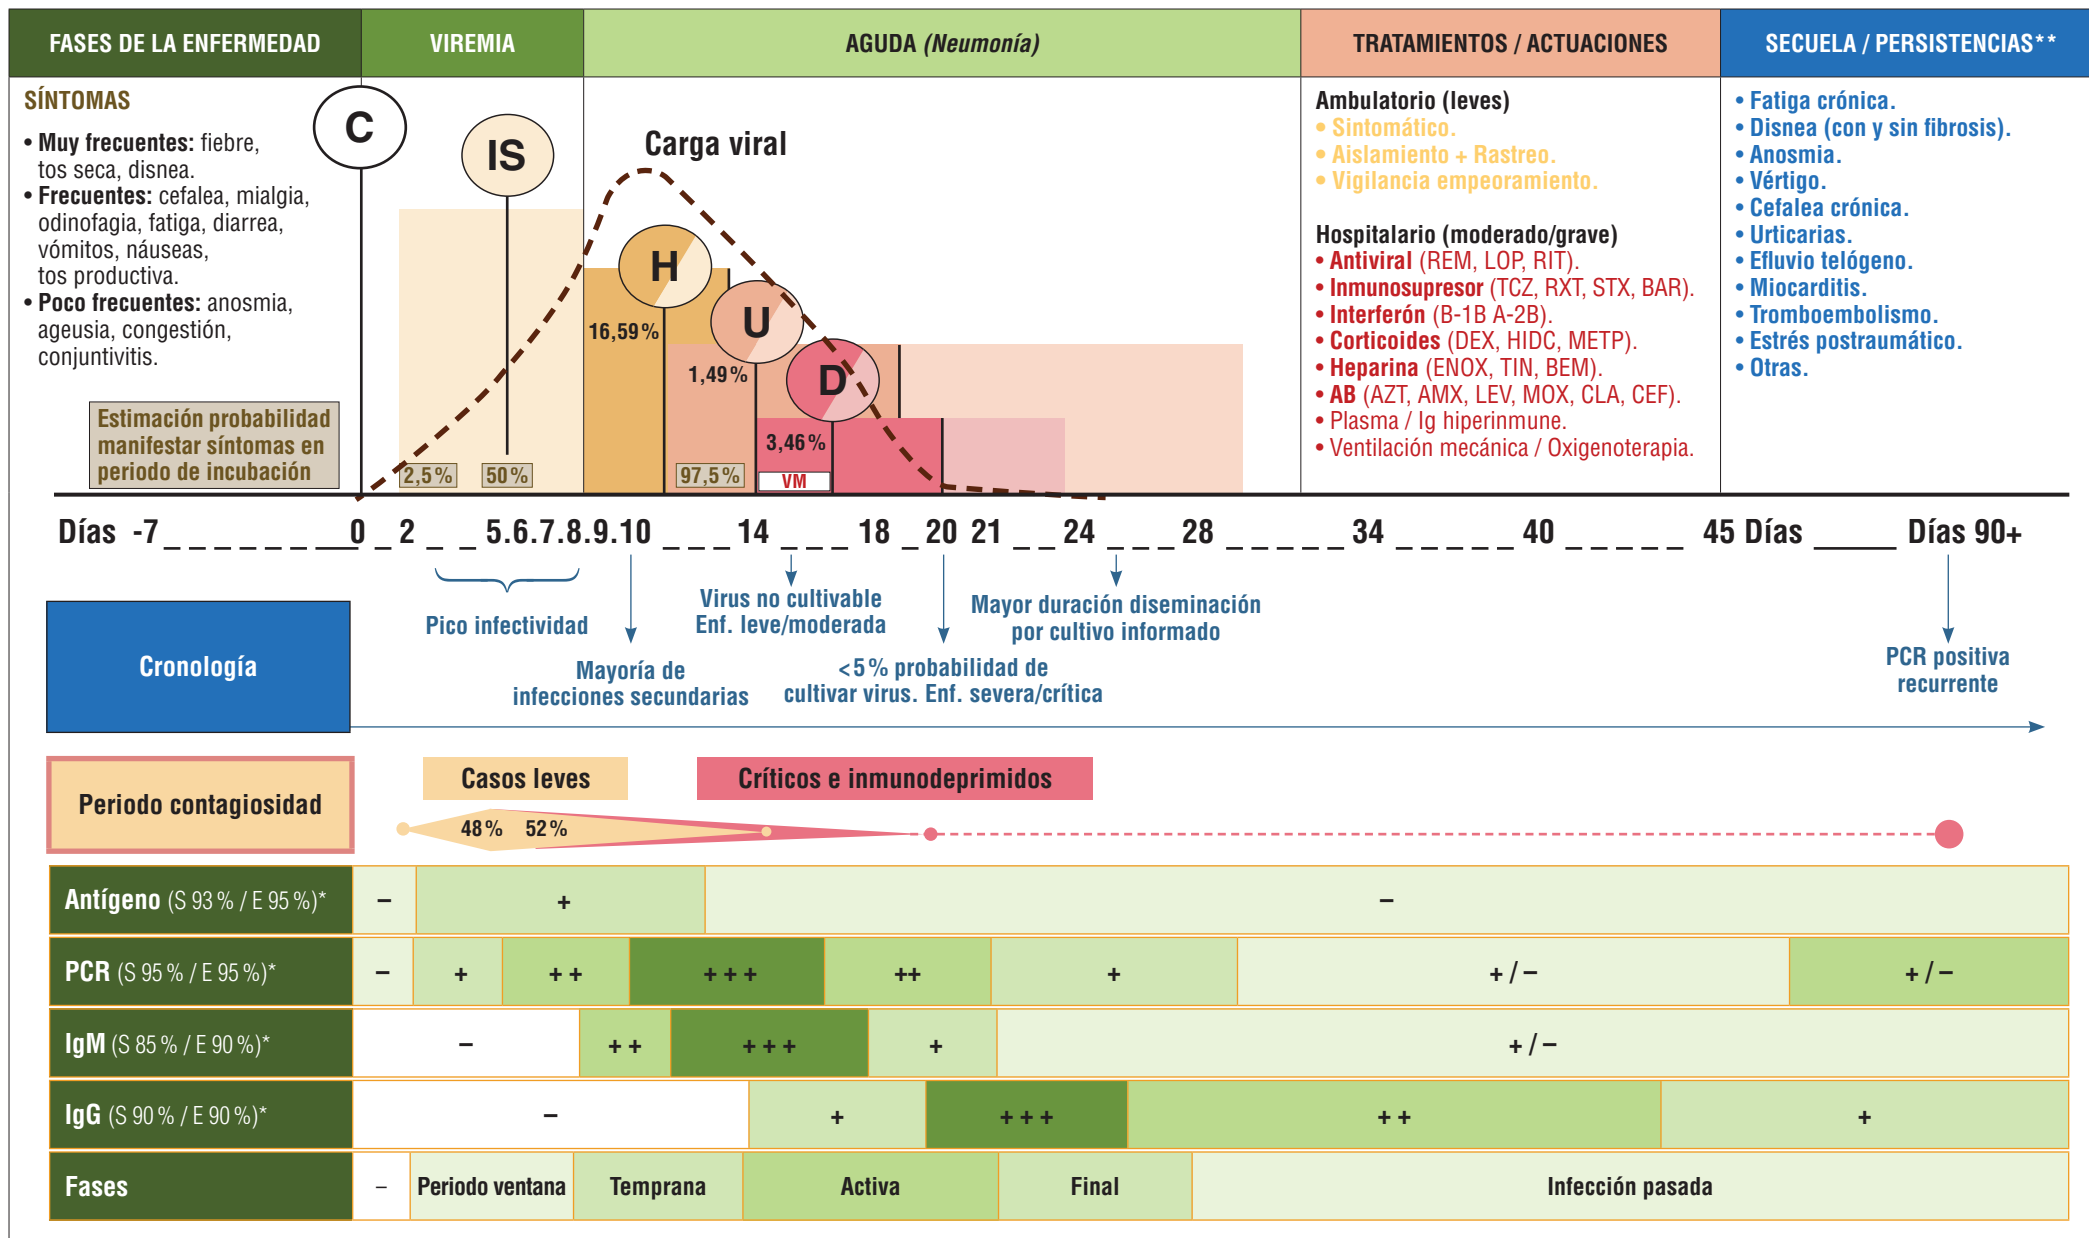 FASES DE LA ENFERMEDAD
VIREMIA
AGUDA (Neumonía)
TRATAMIENTOS / ACTUACIONES
SECUELA / PERSISTENCIAS**
SÍNTOMAS
• Muy frecuentes: fiebre,
tos seca, disnea.
• Frecuentes: cefalea, mialgia,
odinofagia, fatiga, diarrea,
vómitos, náuseas,
tos productiva.
• Poco frecuentes: anosmia,
ageusia, congestión,
conjuntivitis.
Estimación probabilidad
manifestar síntomas en
periodo de incubación
C
IS
Carga viral
H
U
D
16,59 %
1,49 %
3,46 %
2,5 %
50 %
97,5 %
VM
Ambulatorio (leves)
• Sintomático.
• Aislamiento + Rastreo.
• Vigilancia empeoramiento.
Hospitalario (moderado/grave)
• Antiviral (REM, LOP, RIT).
• Inmunosupresor (TCZ, RXT, STX, BAR).
• Interferón (B-1B A-2B).
• Corticoides (DEX, HIDC, METP).
• Heparina (ENOX, TIN, BEM).
• AB (AZT, AMX, LEV, MOX, CLA, CEF).
• Plasma / Ig hiperinmune.
• Ventilación mecánica / Oxigenoterapia.
• Fatiga crónica.
• Disnea (con y sin fibrosis).
• Anosmia.
• Vértigo.
• Cefalea crónica.
• Urticarias.
• Efluvio telógeno.
• Miocarditis.
• Tromboembolismo.
• Estrés postraumático.
• Otras.
Días -7_ _ _ _ _ _ _ _0 _ 2 _ _ 5.6.7.8.9.10 _ _ _ _ 14 _ _ _ 18 _ 20 21 _ _ 24 _ _ _ 28 _ _ _ _ _ _ 34 _ _ _ _ _ 40 _ _ _ _ _ 45 Días _____ Días 90+
Cronología
Pico infectividad
Mayoría de
infecciones secundarias
Virus no cultivable
Enf. leve/moderada
<5 % probabilidad de
cultivar virus. Enf. severa/crítica
Mayor duración diseminación
por cultivo informado
PCR positiva
recurrente
Periodo contagiosidad
Casos leves
Críticos e inmunodeprimidos
48 % 52 %
Antígeno (S 93 % / E 95 %)* – + –
PCR (S 95 % / E 95 %)* – + + + + + + ++ + + / – + / –
IgM (S 85 % / E 90 %)* – + + + + + + + / –
IgG (S 90 % / E 90 %)* – + + + + + + +
Fases – Periodo ventana Temprana Activa Final Infección pasada